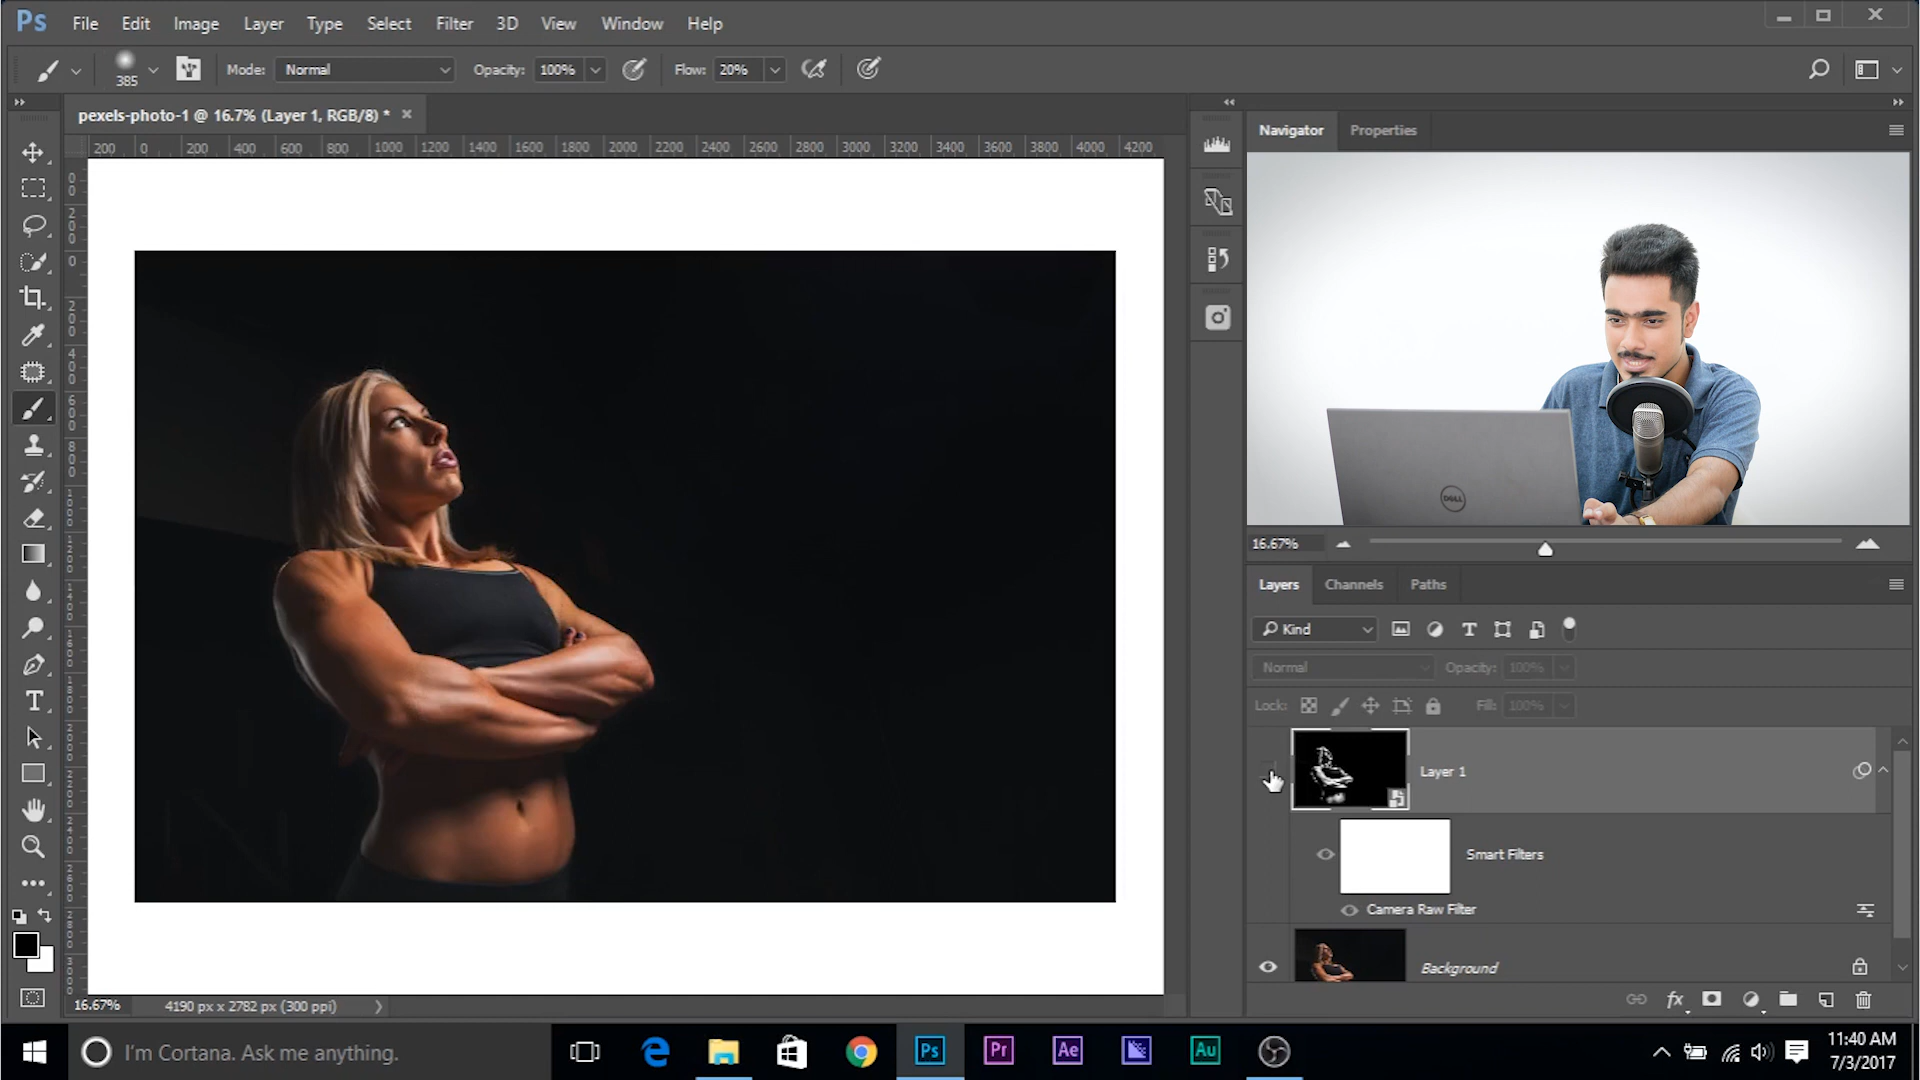 Ps File Edit Image Layer Type Select Filter 3D View Window Help
385 Mode: Normal Opacity: 100% Flow: 20%
pexels-photo-1 @ 16.7% (Layer 1, RGB/8) * ×
200 0 200 400 600 800 1000 1200 1400 1600 1800 2000 2200 2400 2600 2800 3000 3200 3400 3600 3800 4000 4200
Navigator Properties
DELL
16.67%
Layers Channels Paths
Kind
Normal Opacity: 100%
Lock: Fill: 100%
Layer 1
Smart Filters
Camera Raw Filter
Background
fx
16.67% 4190 px x 2782 px (300 ppi)
I'm Cortana. Ask me anything.
Ps Pr Ae Au
11:40 AM
7/3/2017